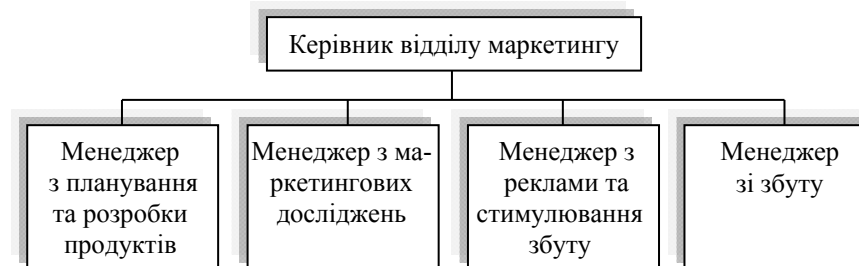 Керівник відділу маркетингу
Менеджер
з планування
та розробки
продуктів
Менеджер з ма-
ркетингових
досліджень
Менеджер з
реклами та
стимулювання
збуту
Менеджер
зі збуту